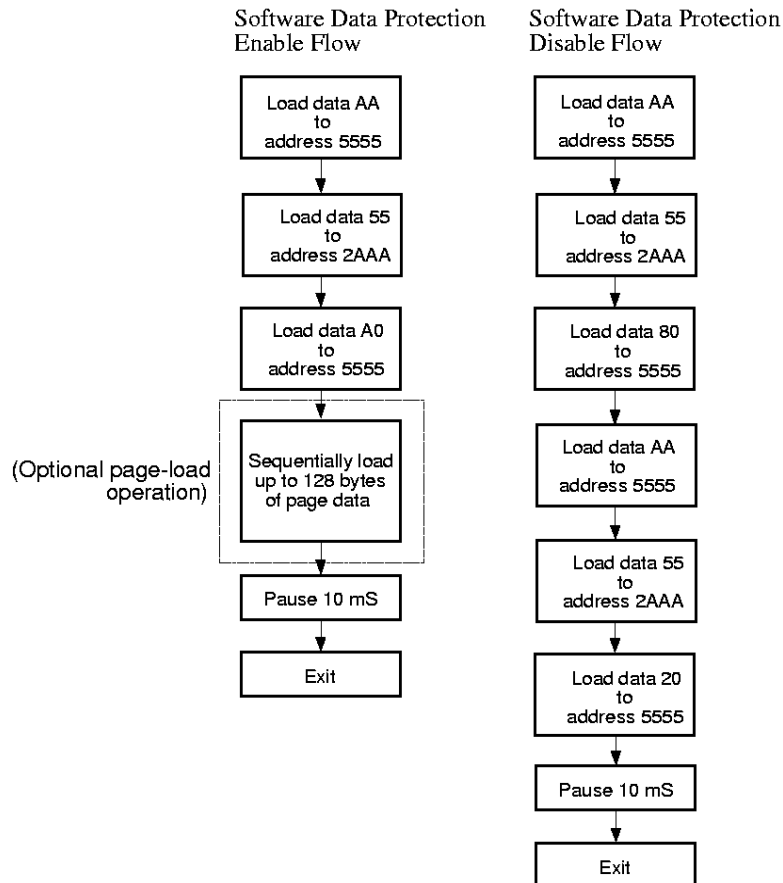 Software Data Protection
Enable Flow
Load data AA
to
address 5555
Load data 55
to
address 2AAA
Load data A0
to
address 5555
(Optional page-load
operation)
Sequentially load
up to 128 bytes
of page data
Pause 10 mS
Exit
Software Data Protection
Disable Flow
Load data AA
to
address 5555
Load data 55
to
address 2AAA
Load data 80
to
address 5555
Load data AA
to
address 5555
Load data 55
to
address 2AAA
Load data 20
to
address 5555
Pause 10 mS
Exit